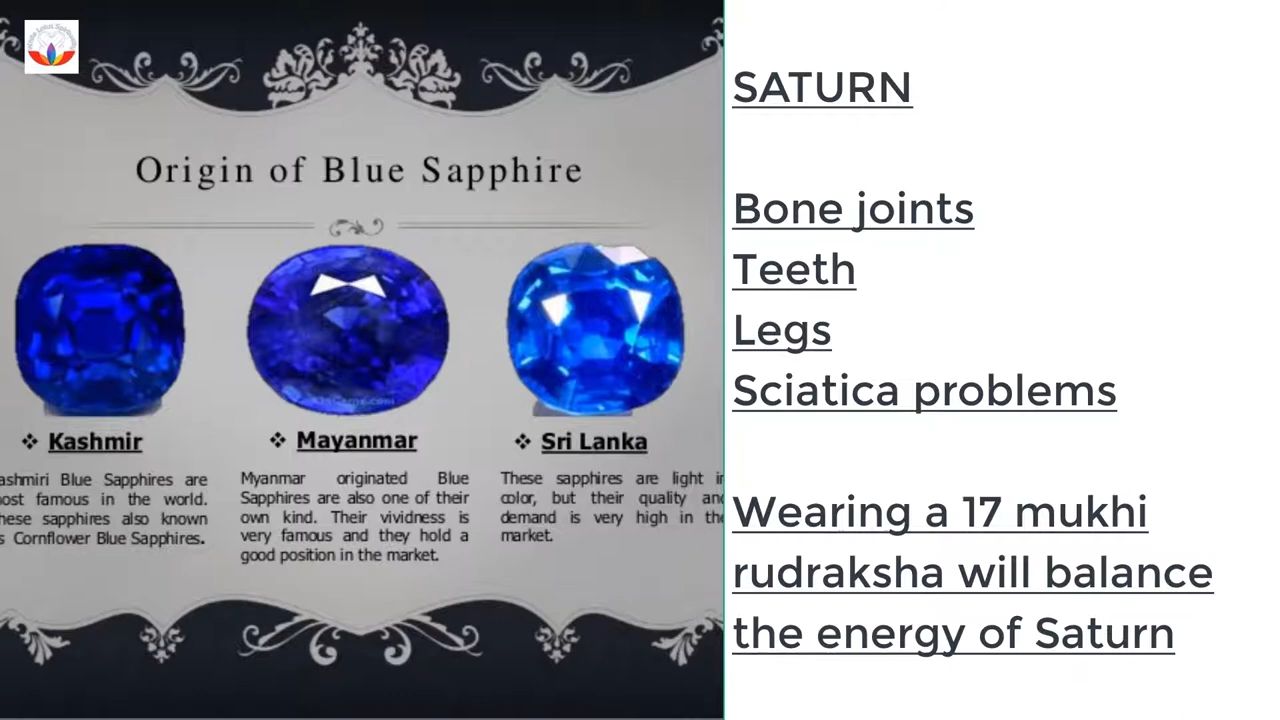 Origin of Blue Sapphire
❖ Kashmir
ashmiri Blue Sapphires are
ost famous in the world.
hese sapphires also known
s Cornflower Blue Sapphires.
❖ Mayanmar
Myanmar originated Blue
Sapphires are also one of their
own kind. Their vividness is
very famous and they hold a
good position in the market.
❖ Sri Lanka
These sapphires are light in
color, but their quality and
demand is very high in the
market.
SATURN
Bone joints
Teeth
Legs
Sciatica problems
Wearing a 17 mukhi
rudraksha will balance
the energy of Saturn